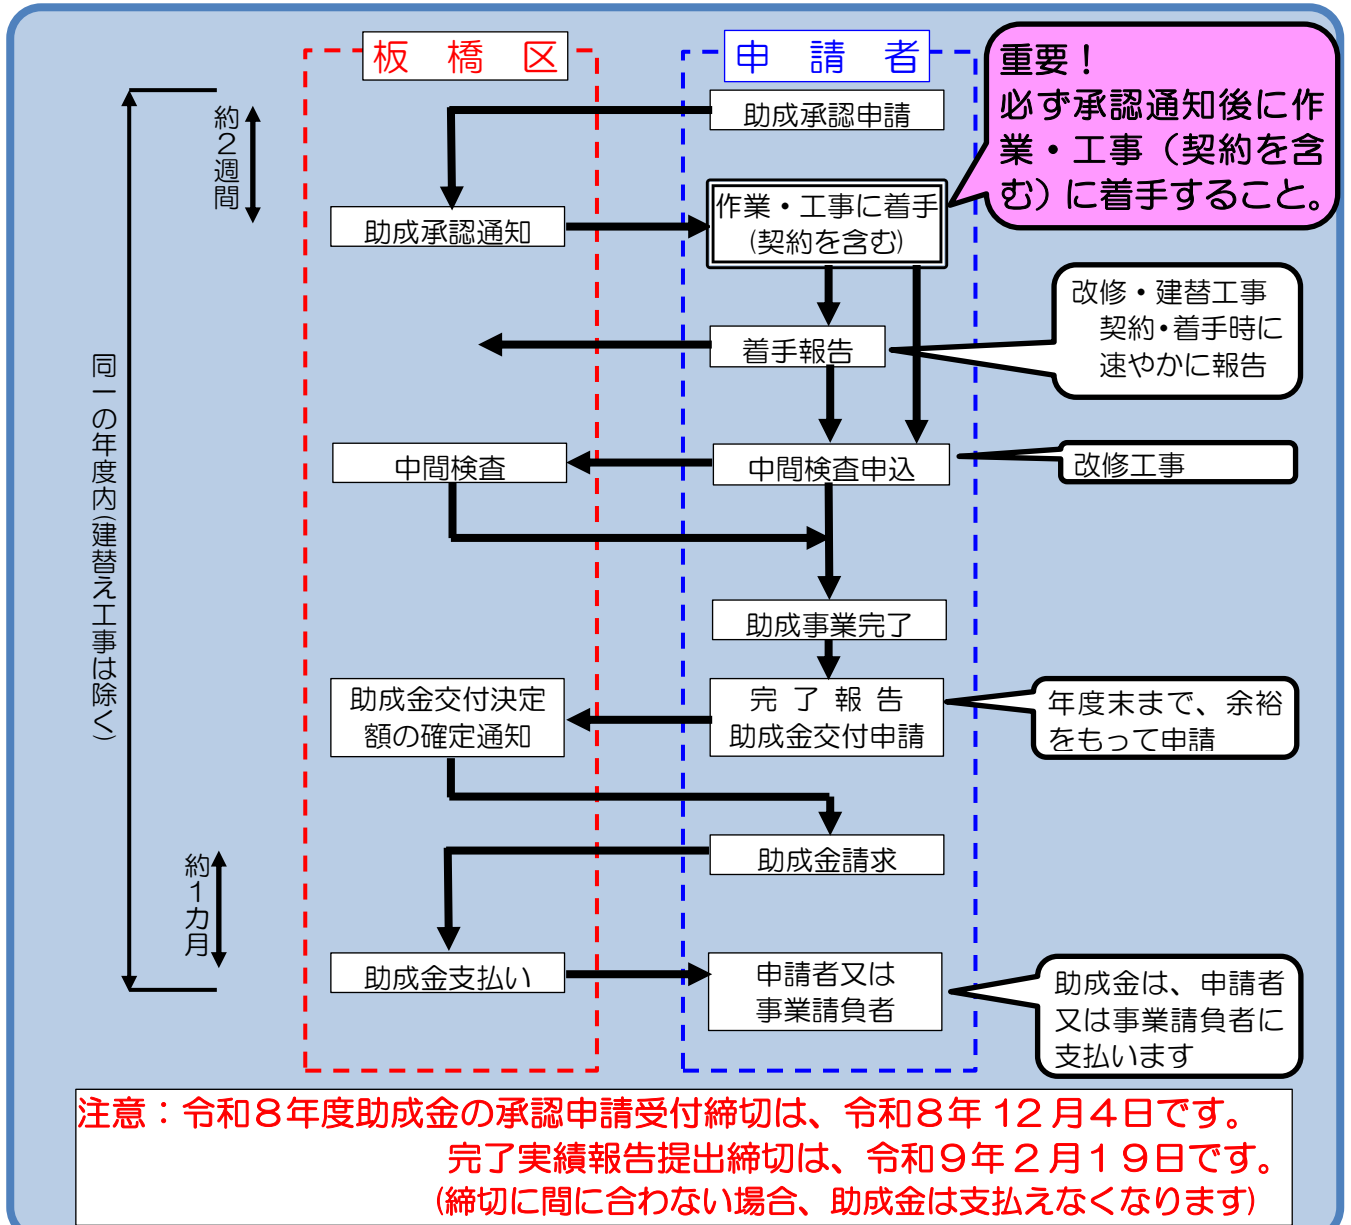 板橋区
申請者
重要！
必ず承認通知後に作
業・工事（契約を含
む）に着手すること。
約２週間
助成承認申請
助成承認通知
作業・工事に着手
(契約を含む)
改修・建替工事
契約・着手時に
速やかに報告
着手報告
同一の年度内(建替え工事は除く)
中間検査
中間検査申込
改修工事
助成事業完了
助成金交付決定
額の確定通知
完了報告
助成金交付申請
年度末まで、余裕
をもって申請
助成金請求
約１カ月
助成金支払い
申請者又は
事業請負者
助成金は、申請者
又は事業請負者に
支払います
注意：令和８年度助成金の承認申請受付締切は、令和８年 12 月４日です。
完了実績報告提出締切は、令和９年２月１９日です。
(締切に間に合わない場合、助成金は支払えなくなります)